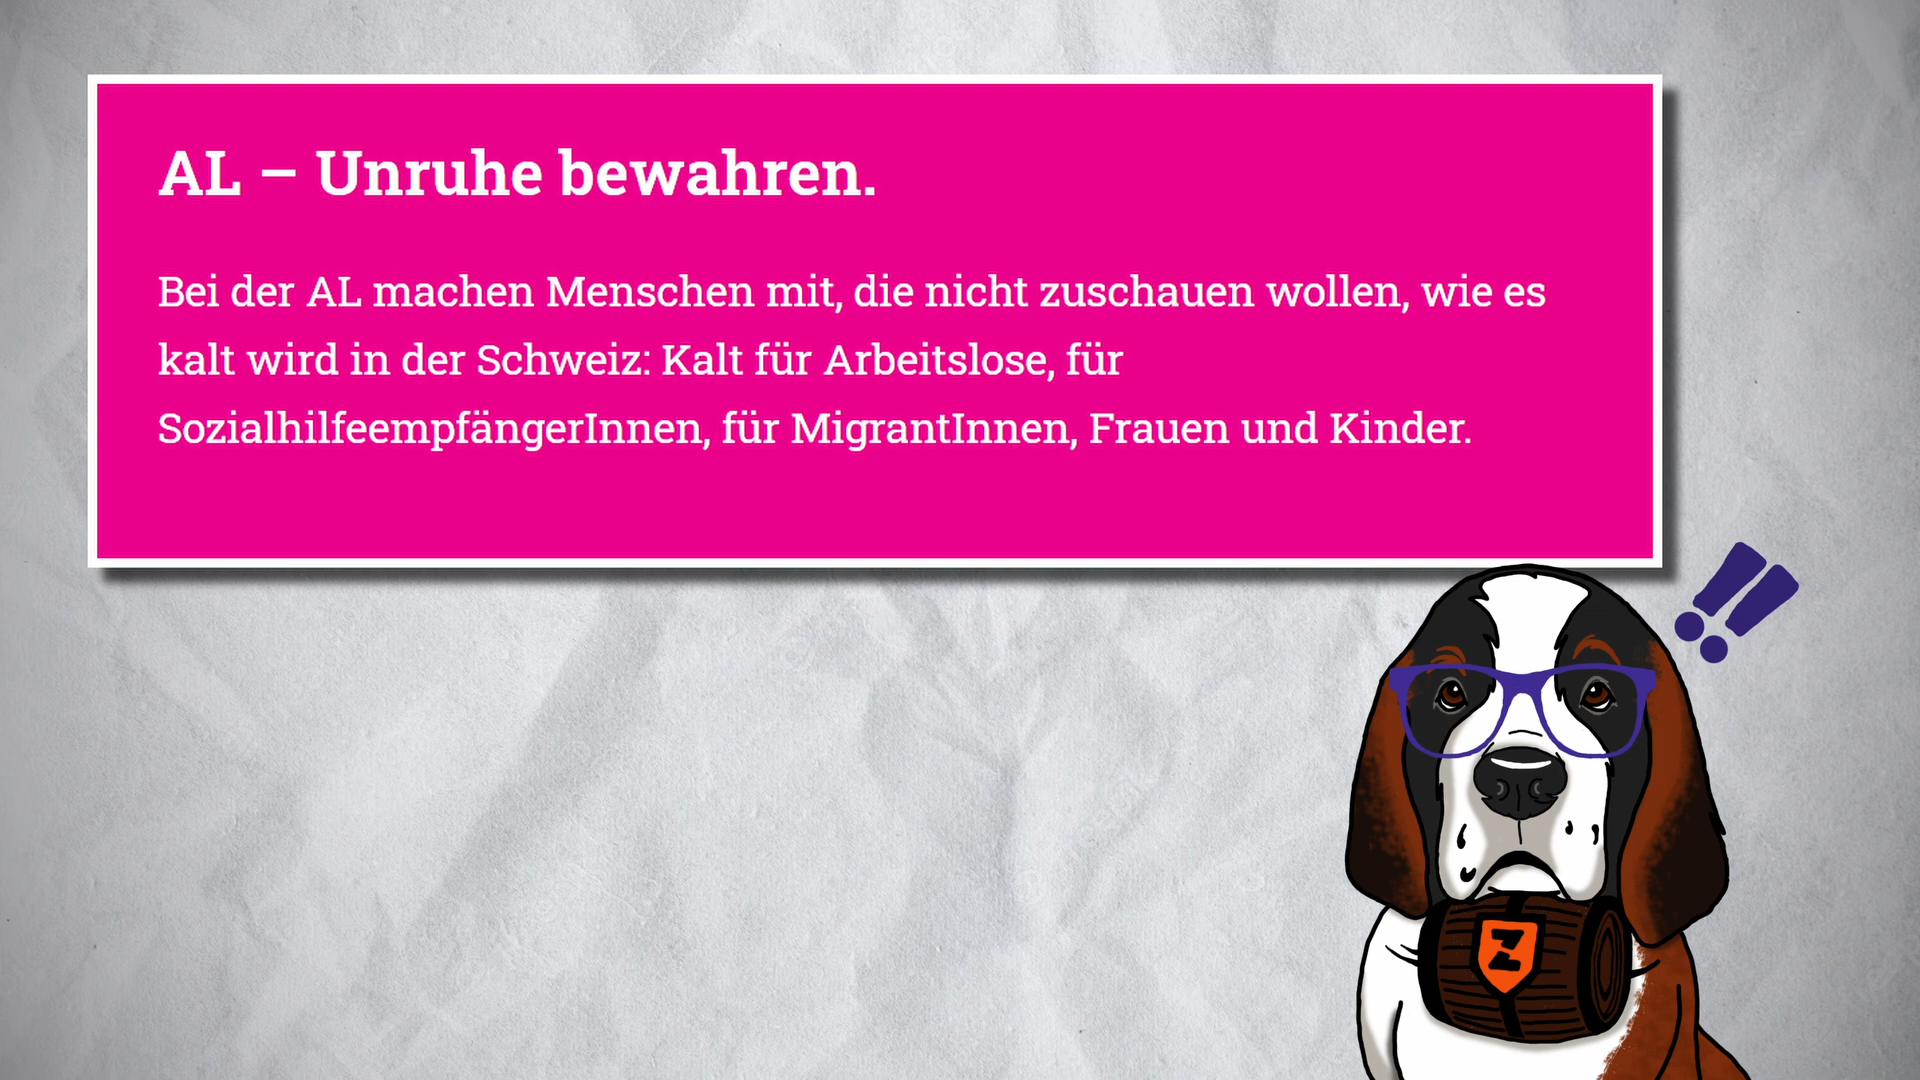 AL – Unruhe bewahren.
Bei der AL machen Menschen mit, die nicht zuschauen wollen, wie es
kalt wird in der Schweiz: Kalt für Arbeitslose, für
SozialhilfeempfängerInnen, für MigrantInnen, Frauen und Kinder.
!!
Z